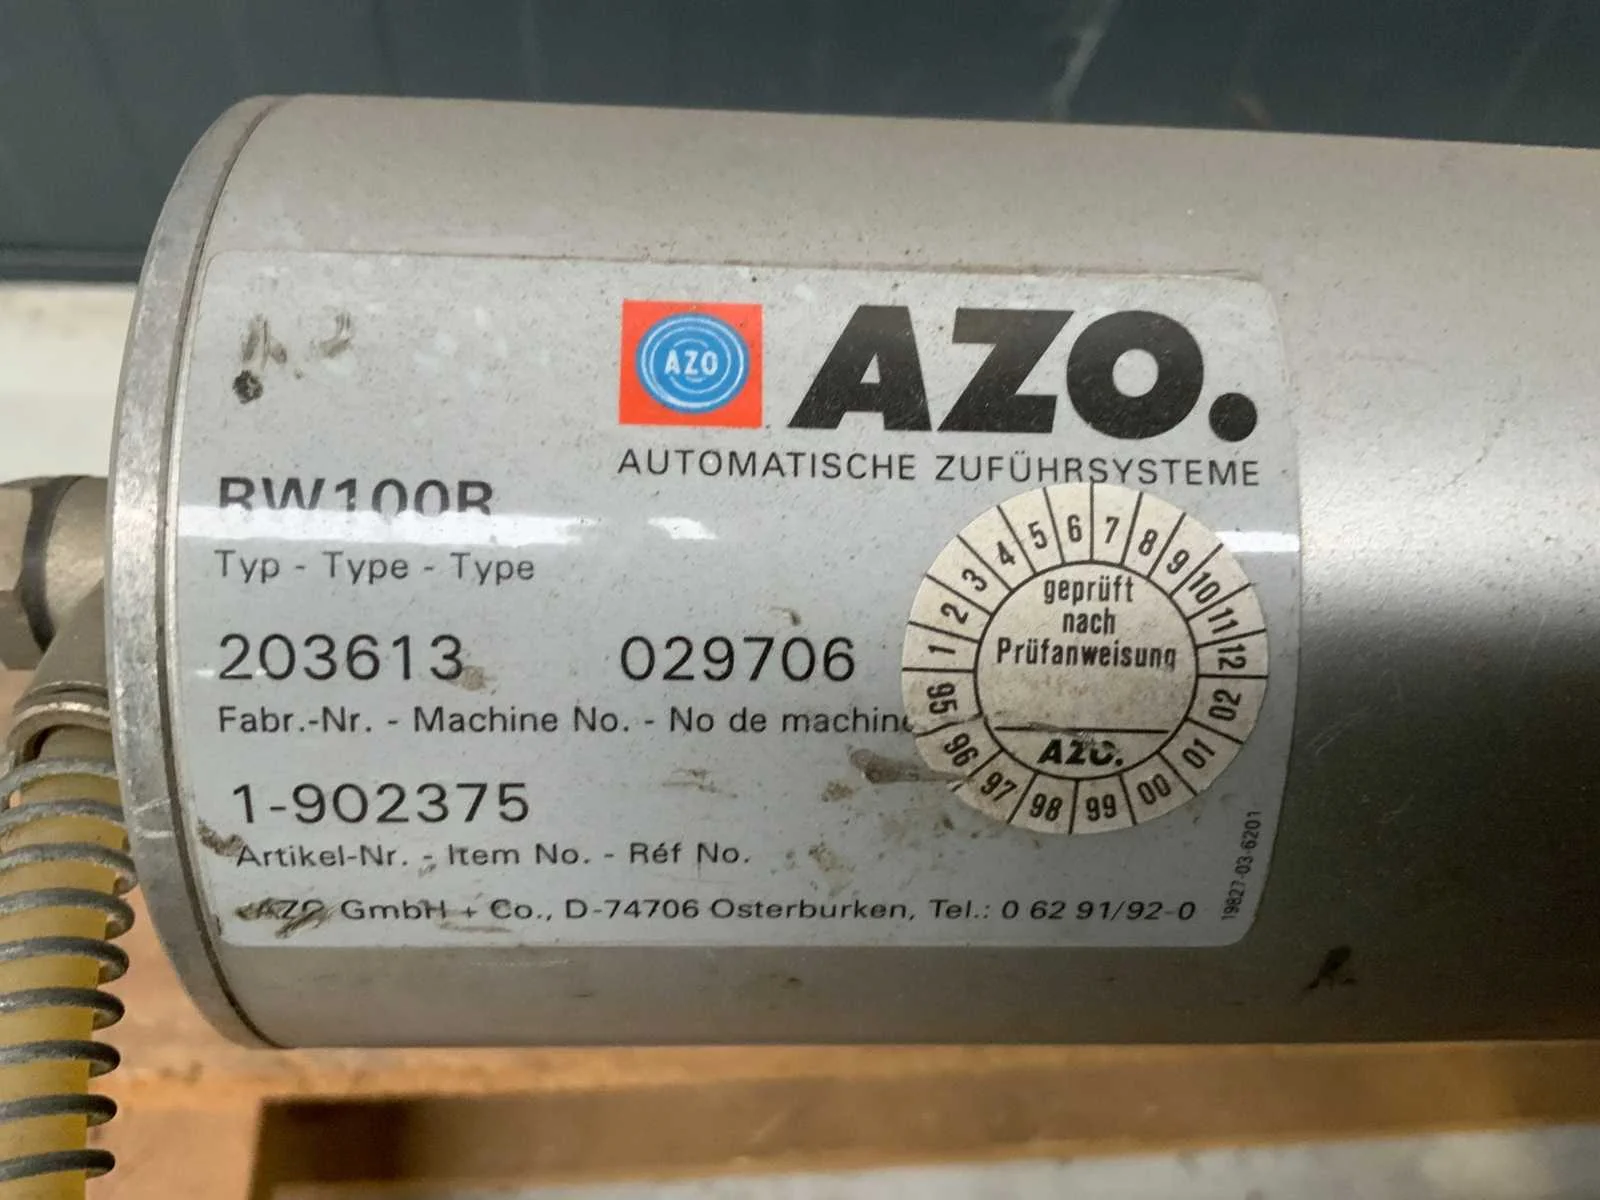 AZO
AZO.
AUTOMATISCHE ZUFÜHRSYSTEME
RW100R
Typ - Type - Type
203613 029706
Fabr.-Nr. - Machine No. - No de machine
1-902375
Artikel-Nr. - Item No. - Réf No.
AZO GmbH + Co., D-74706 Osterburken, Tel.: 0 62 91/92-0
19827-03-6201
1 2 3 4 5 6 7 8 9 10 11 12
geprüft
nach
Prüfanweisung
AZO.
95 96 97 98 99 00 01 02